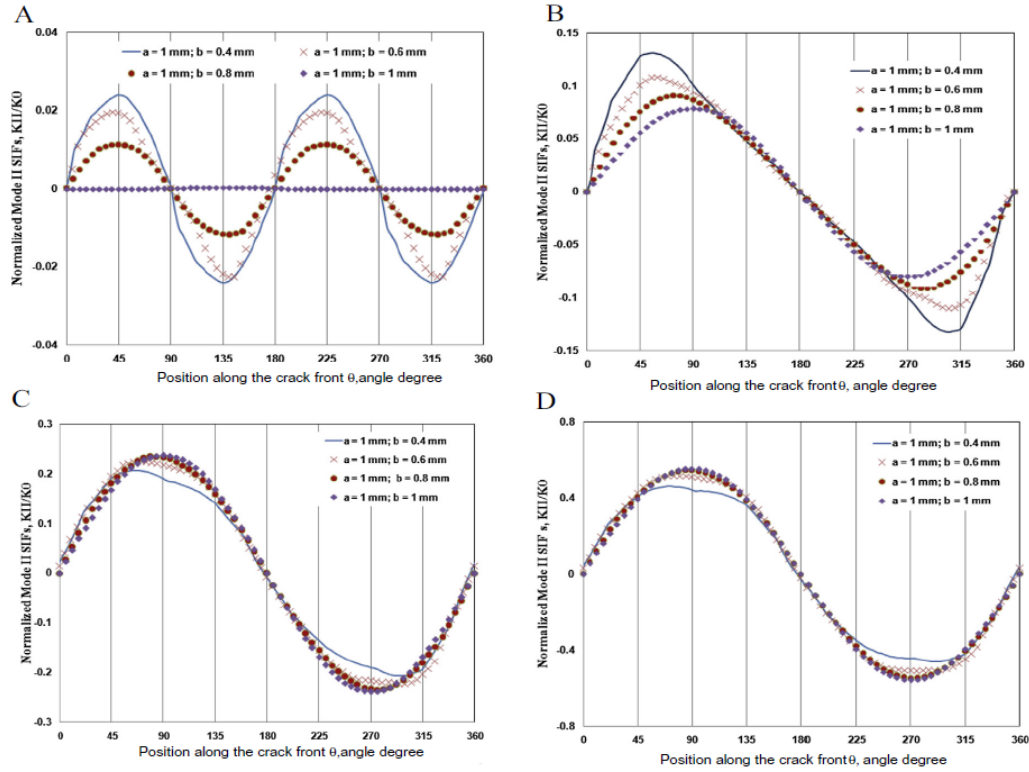 A
0.04
0.02
0
-0.02
-0.04
Normalized Mode II SIFs, KII/K0
a = 1 mm; b = 0.4 mm
a = 1 mm; b = 0.6 mm
a = 1 mm; b = 0.8 mm
a = 1 mm; b = 1 mm
0 45 90 135 180 225 270 315 360
Position along the crack front θ,angle degree
B
0.15
0.1
0.05
0
-0.05
-0.1
-0.15
Normalized Mode II SIFs, KII/K0
a = 1 mm; b = 0.4 mm
a = 1 mm; b = 0.6 mm
a = 1 mm; b = 0.8 mm
a = 1 mm; b = 1 mm
0 45 90 135 180 225 270 315 360
Position along the crack front θ, angle degree
C
0.3
0.2
0.1
0
-0.1
-0.2
-0.3
Normalized Mode II SIFs, KII/K0
a = 1 mm; b = 0.4 mm
a = 1 mm; b = 0.6 mm
a = 1 mm; b = 0.8 mm
a = 1 mm; b = 1 mm
0 45 90 135 180 225 270 315 360
Position along the crack front θ,angle degree
D
0.8
0.4
0
-0.4
-0.8
Normalized Mode II SIF s, KII/K0
a = 1 mm; b = 0.4 mm
a = 1 mm; b = 0.6 mm
a = 1 mm; b = 0.8 mm
a = 1 mm; b = 1 mm
0 45 90 135 180 225 270 315 360
Position along the crack front θ, angle degree